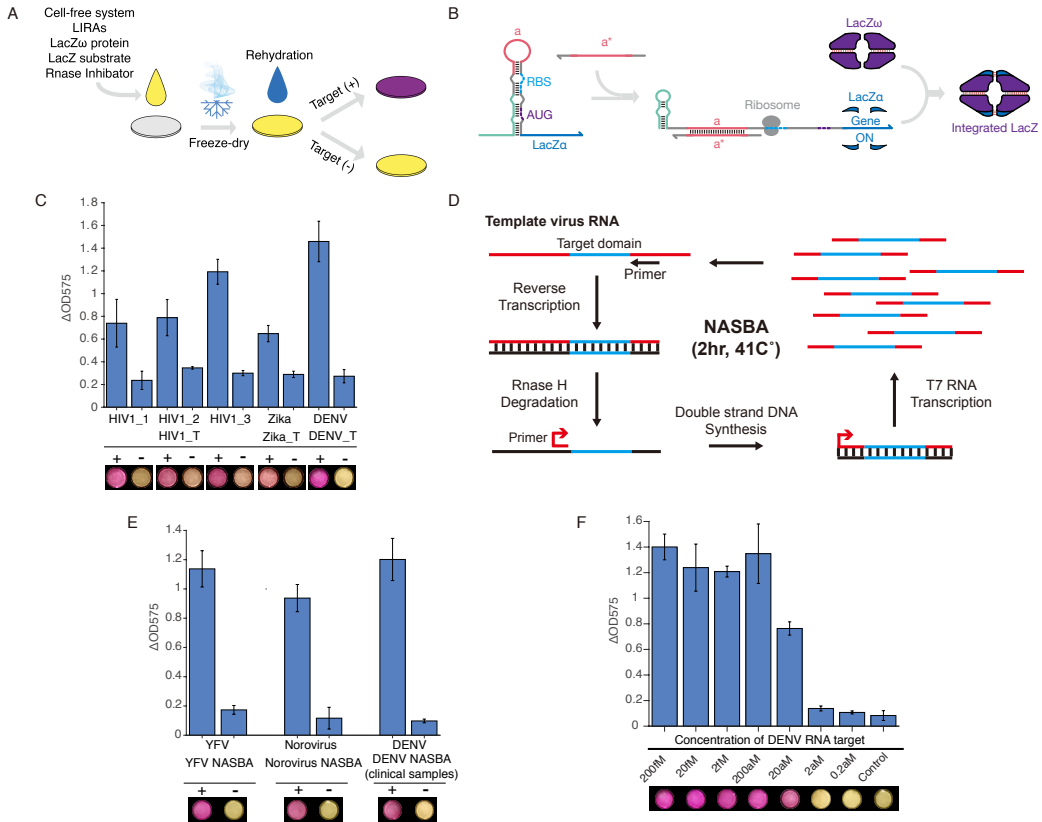 A
Cell-free system
LIRAs
LacZω protein
LacZ substrate
Rnase Inhibitor
Freeze-dry
Rehydration
Target (+)
Target (-)
B
a
RBS
AUG
LacZα
a*
a
a*
Ribosome
LacZω
LacZα
Gene
ON
Integrated LacZ
C
ΔOD575
1.8
1.6
1.4
1.2
1
0.8
0.6
0.4
0.2
0
HIV1_1 HIV1_2 HIV1_3 Zika DENV
HIV1_T Zika_T DENV_T
+ - + - + - + - + -
D
Template virus RNA
Target domain
Primer
Reverse
Transcription
NASBA
(2hr, 41C°)
Rnase H
Degradation
Primer
Double strand DNA
Synthesis
T7 RNA
Transcription
E
ΔOD575
1.4
1.2
1
0.8
0.6
0.4
0.2
0
YFV Norovirus DENV
YFV NASBA Norovirus NASBA DENV NASBA
(clinical samples)
+ - + - + -
F
ΔOD575
1.6
1.4
1.2
1
0.8
0.6
0.4
0.2
0
Concentration of DENV RNA target
200fM 20fM 2fM 200aM 20aM 2aM 0.2aM Control